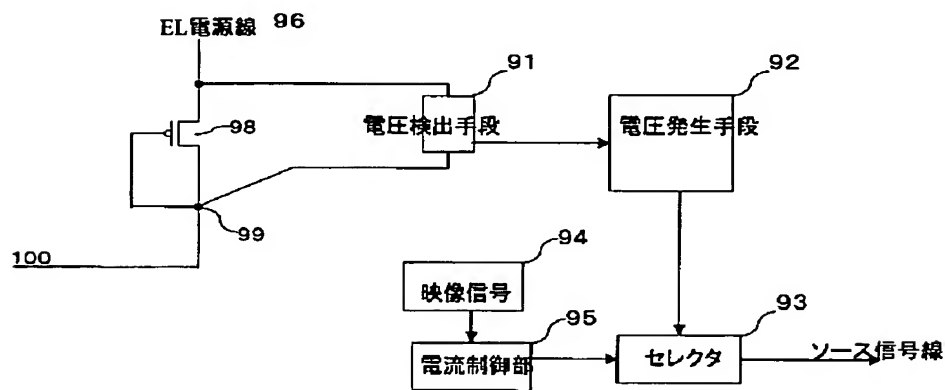 EL電源線 96
91
92
電圧検出手段
電圧発生手段
98
99
100
94
映像信号
95
93
電流制御部
セレクタ
ソース信号線